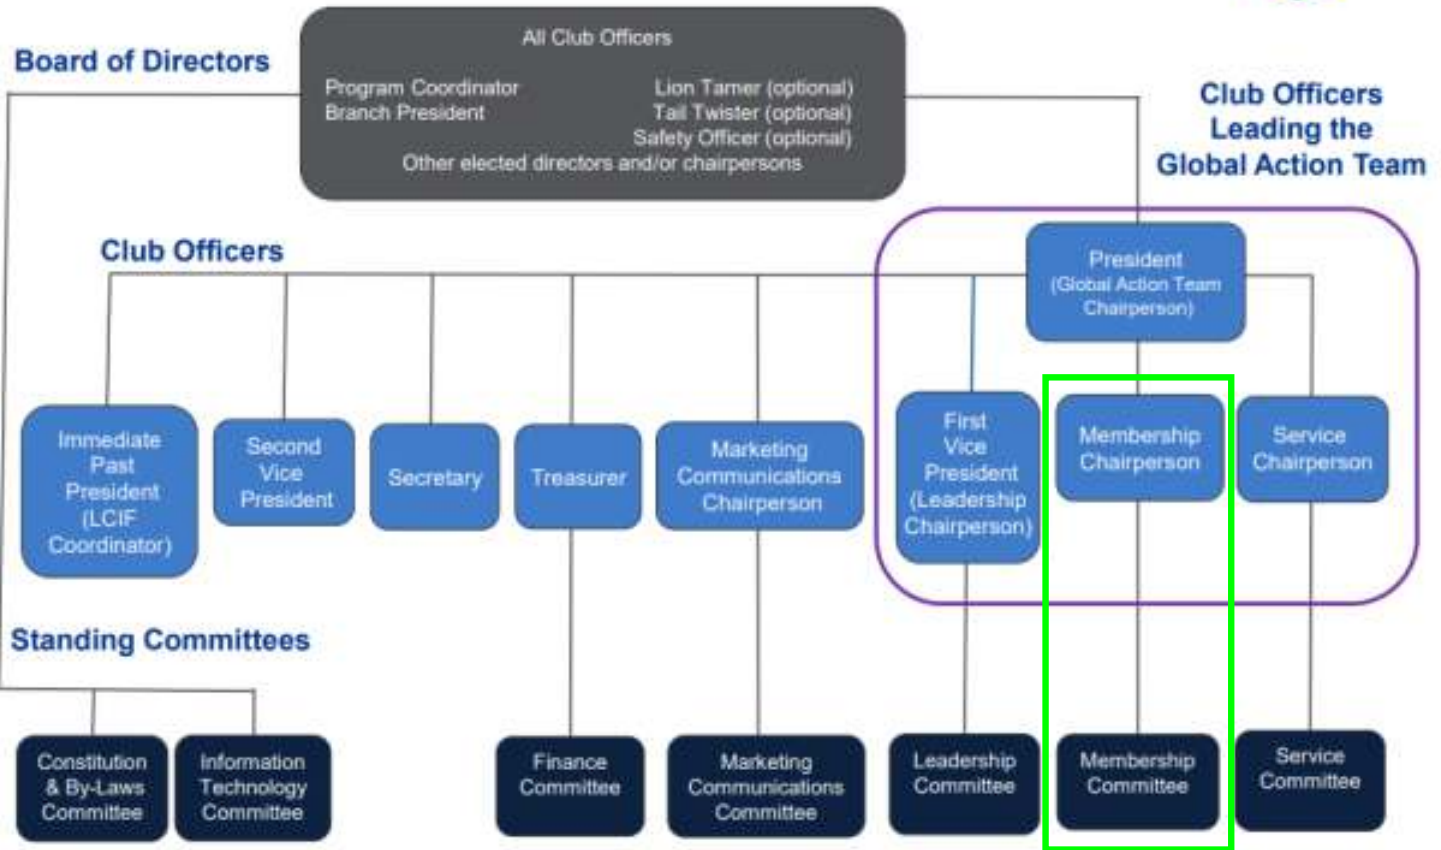 All Club Officers
Board of Directors
Program Coordinator
Lion Tamer (optional)
Branch President
Tail Twister (optional)
Safety Officer (optional)
Other elected directors and/or chairpersons
Club Officers
Leading the
Global Action Team
Club Officers
President
(Global Action Team
Chairperson)
Immediate
Past
President
(LCIF
Coordinator)
Second
Vice
President
Secretary
Treasurer
Marketing
Communications
Chairperson
First
Vice
President
(Leadership
Chairperson)
Membership
Chairperson
Service
Chairperson
Standing Committees
Constitution
& By-Laws
Committee
Information
Technology
Committee
Finance
Committee
Marketing
Communications
Committee
Leadership
Committee
Membership
Committee
Service
Committee